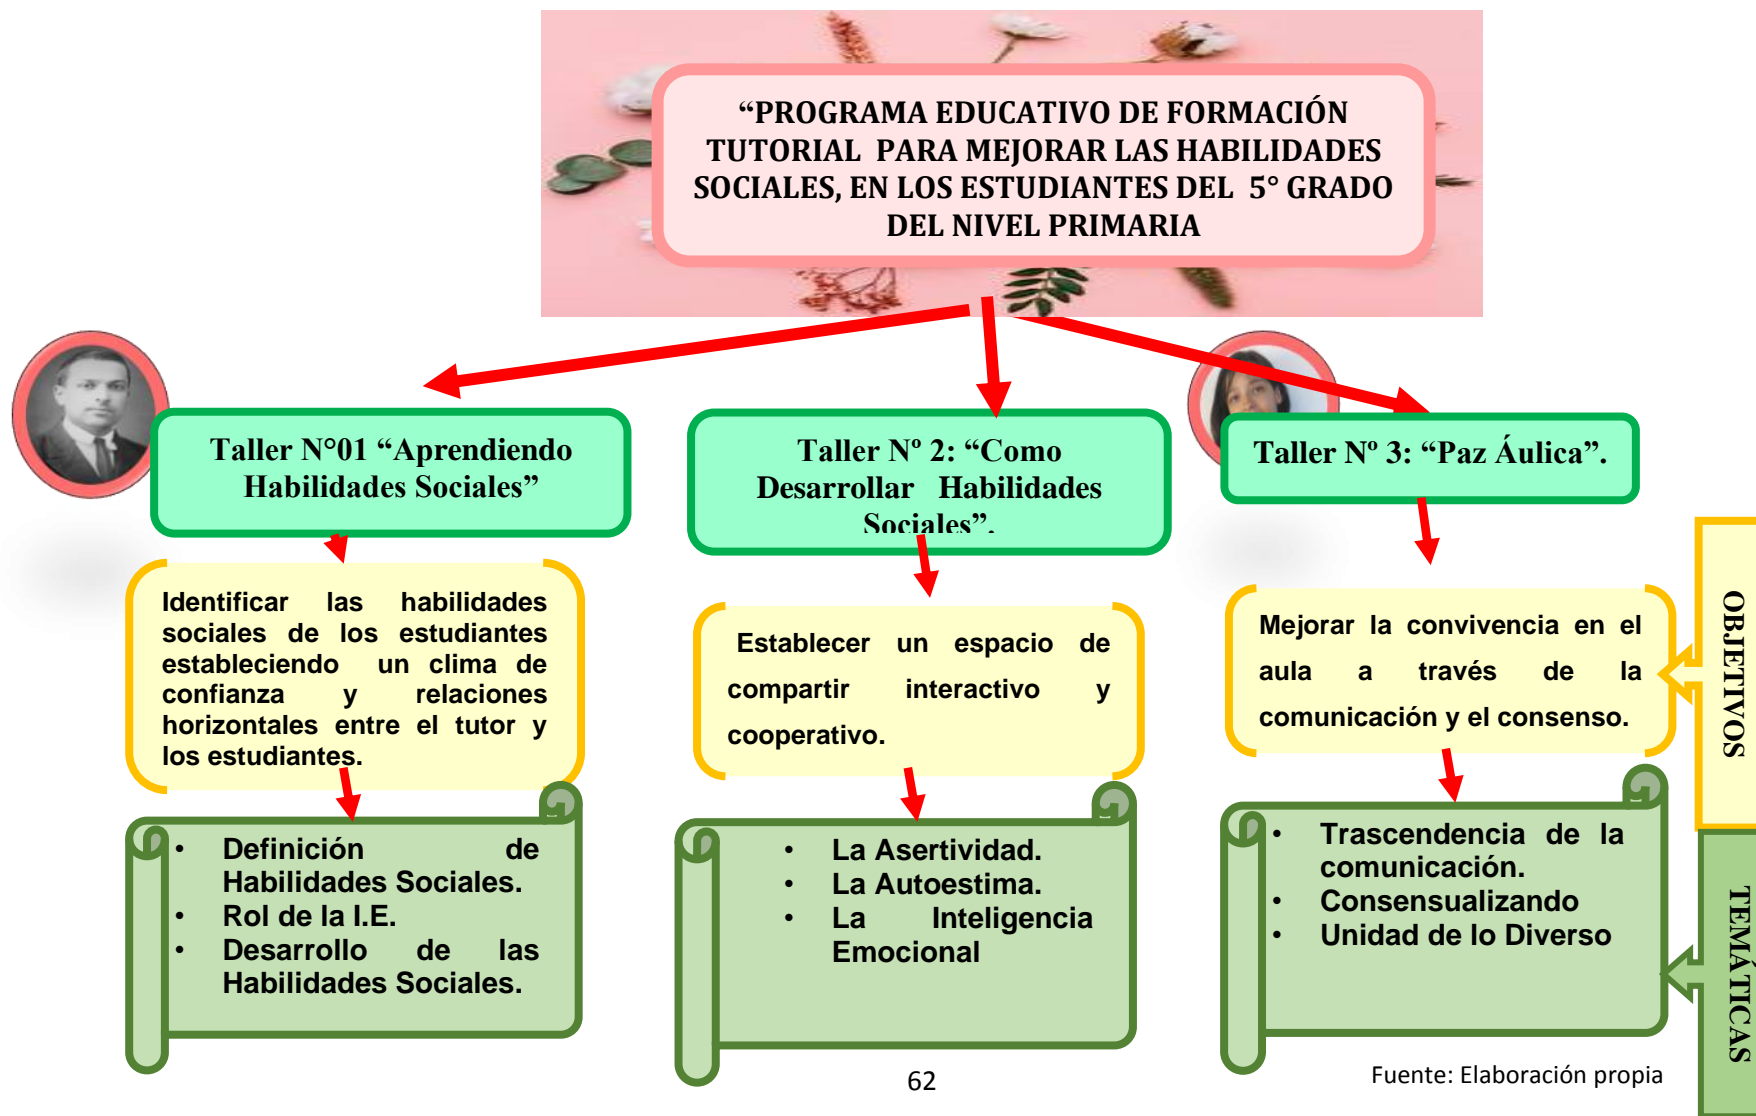 “PROGRAMA EDUCATIVO DE FORMACIÓN
TUTORIAL PARA MEJORAR LAS HABILIDADES
SOCIALES, EN LOS ESTUDIANTES DEL 5° GRADO
DEL NIVEL PRIMARIA
Taller N°01 “Aprendiendo
Habilidades Sociales”
Identificar las habilidades
sociales de los estudiantes
estableciendo un clima de
confianza y relaciones
horizontales entre el tutor y
los estudiantes.
• Definición de
Habilidades Sociales.
• Rol de la I.E.
• Desarrollo de las
Habilidades Sociales.
Taller Nº 2: “Como
Desarrollar Habilidades
Sociales”.
Establecer un espacio de
compartir interactivo y
cooperativo.
• La Asertividad.
• La Autoestima.
• La Inteligencia
Emocional
Taller Nº 3: “Paz Áulica”.
Mejorar la convivencia en el
aula a través de la
comunicación y el consenso.
• Trascendencia de la
comunicación.
• Consensualizando
• Unidad de lo Diverso
OBJETIVOS
TEMÁTICAS
62
Fuente: Elaboración propia